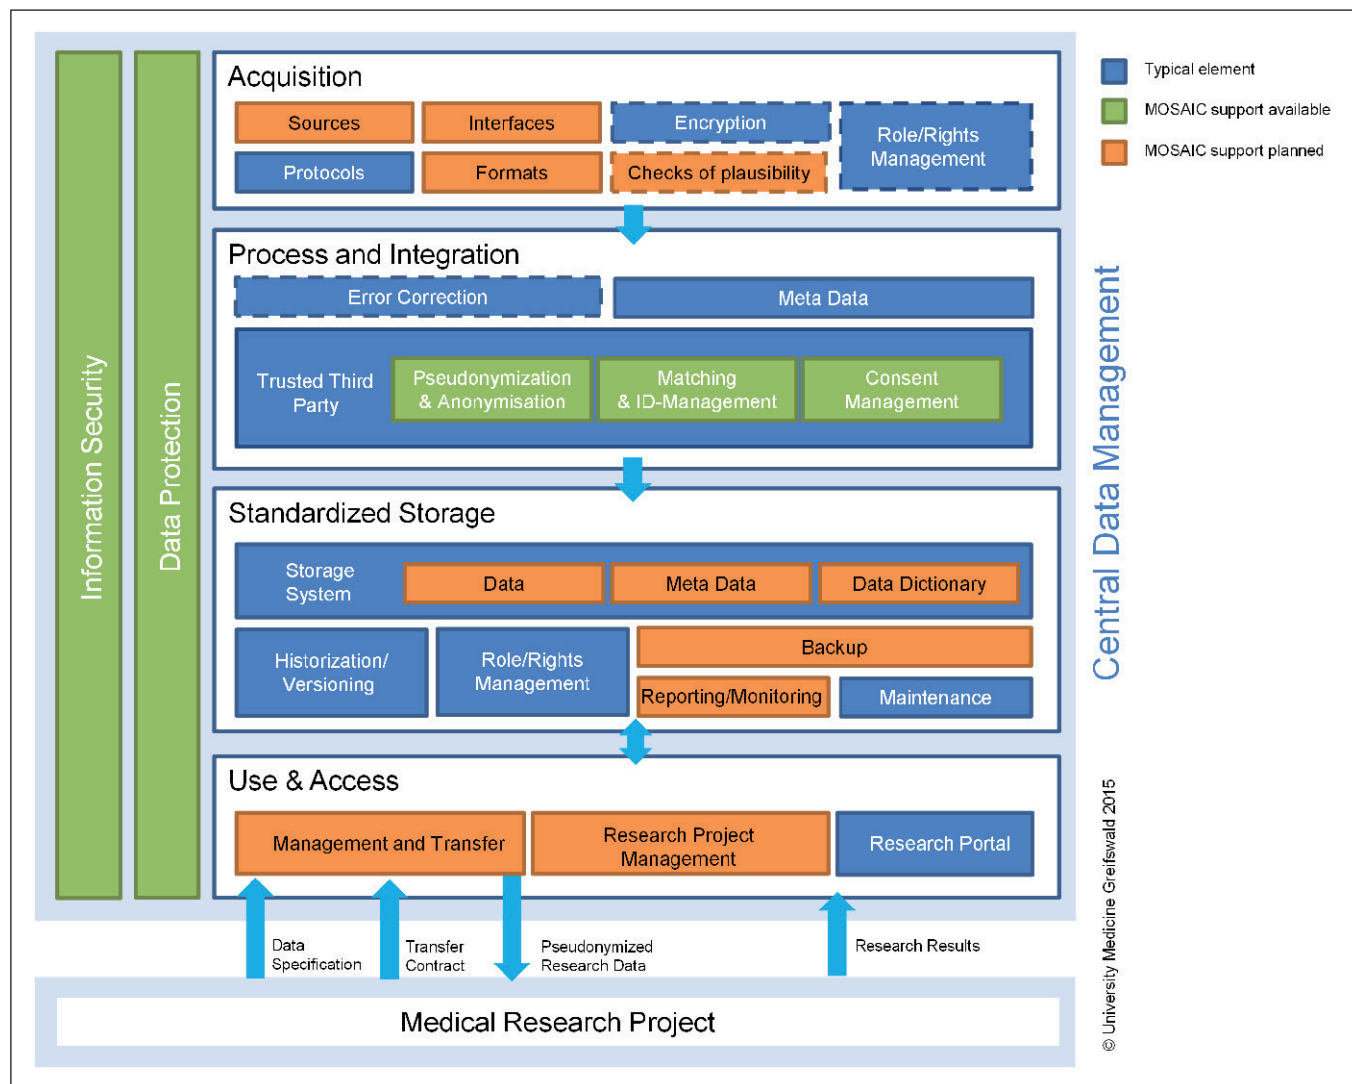 Acquisition
Sources
Interfaces
Encryption
Role/Rights
Management
Protocols
Formats
Checks of plausibility
Process and Integration
Error Correction
Meta Data
Trusted Third
Party
Pseudonymization
& Anonymisation
Matching
& ID-Management
Consent
Management
Standardized Storage
Storage
System
Data
Meta Data
Data Dictionary
Historization/
Versioning
Role/Rights
Management
Backup
Reporting/Monitoring
Maintenance
Use & Access
Management and Transfer
Research Project
Management
Research Portal
Data
Specification
Transfer
Contract
Pseudonymized
Research Data
Research Results
Medical Research Project
Information Security
Data Protection
Typical element
MOSAIC support available
MOSAIC support planned
Central Data Management
© University Medicine Greifswald 2015